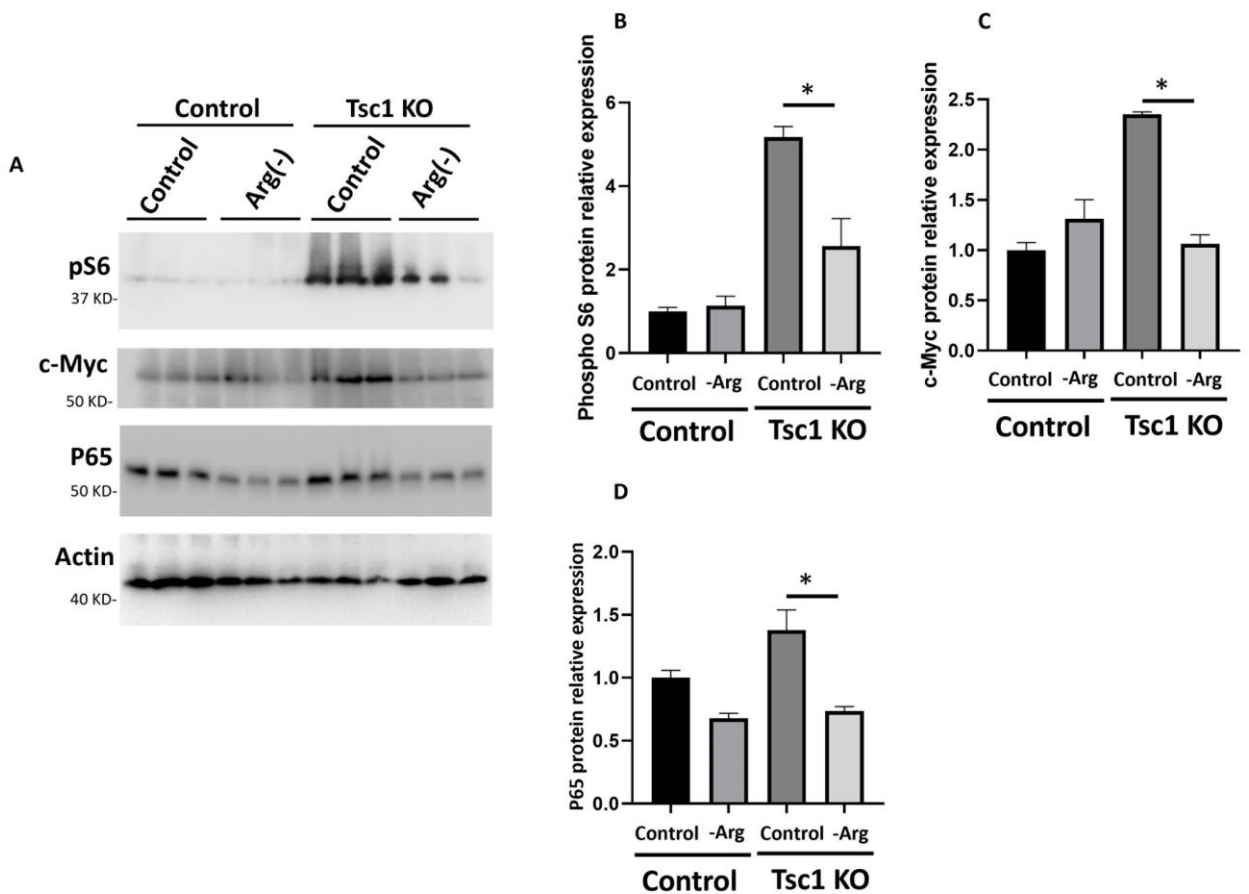 A
Control Tsc1 KO
Control Arg(-) Control Arg(-)
pS6
37 KD-
c-Myc
50 KD-
P65
50 KD-
Actin
40 KD-
B
Phospho S6 protein relative expression
6
4
2
0
*
Control -Arg Control -Arg
Control Tsc1 KO
C
c-Myc protein relative expression
2.5
2.0
1.5
1.0
0.5
0.0
*
Control -Arg Control -Arg
Control Tsc1 KO
D
P65 protein relative expression
2.0
1.5
1.0
0.5
0.0
*
Control -Arg Control -Arg
Control Tsc1 KO